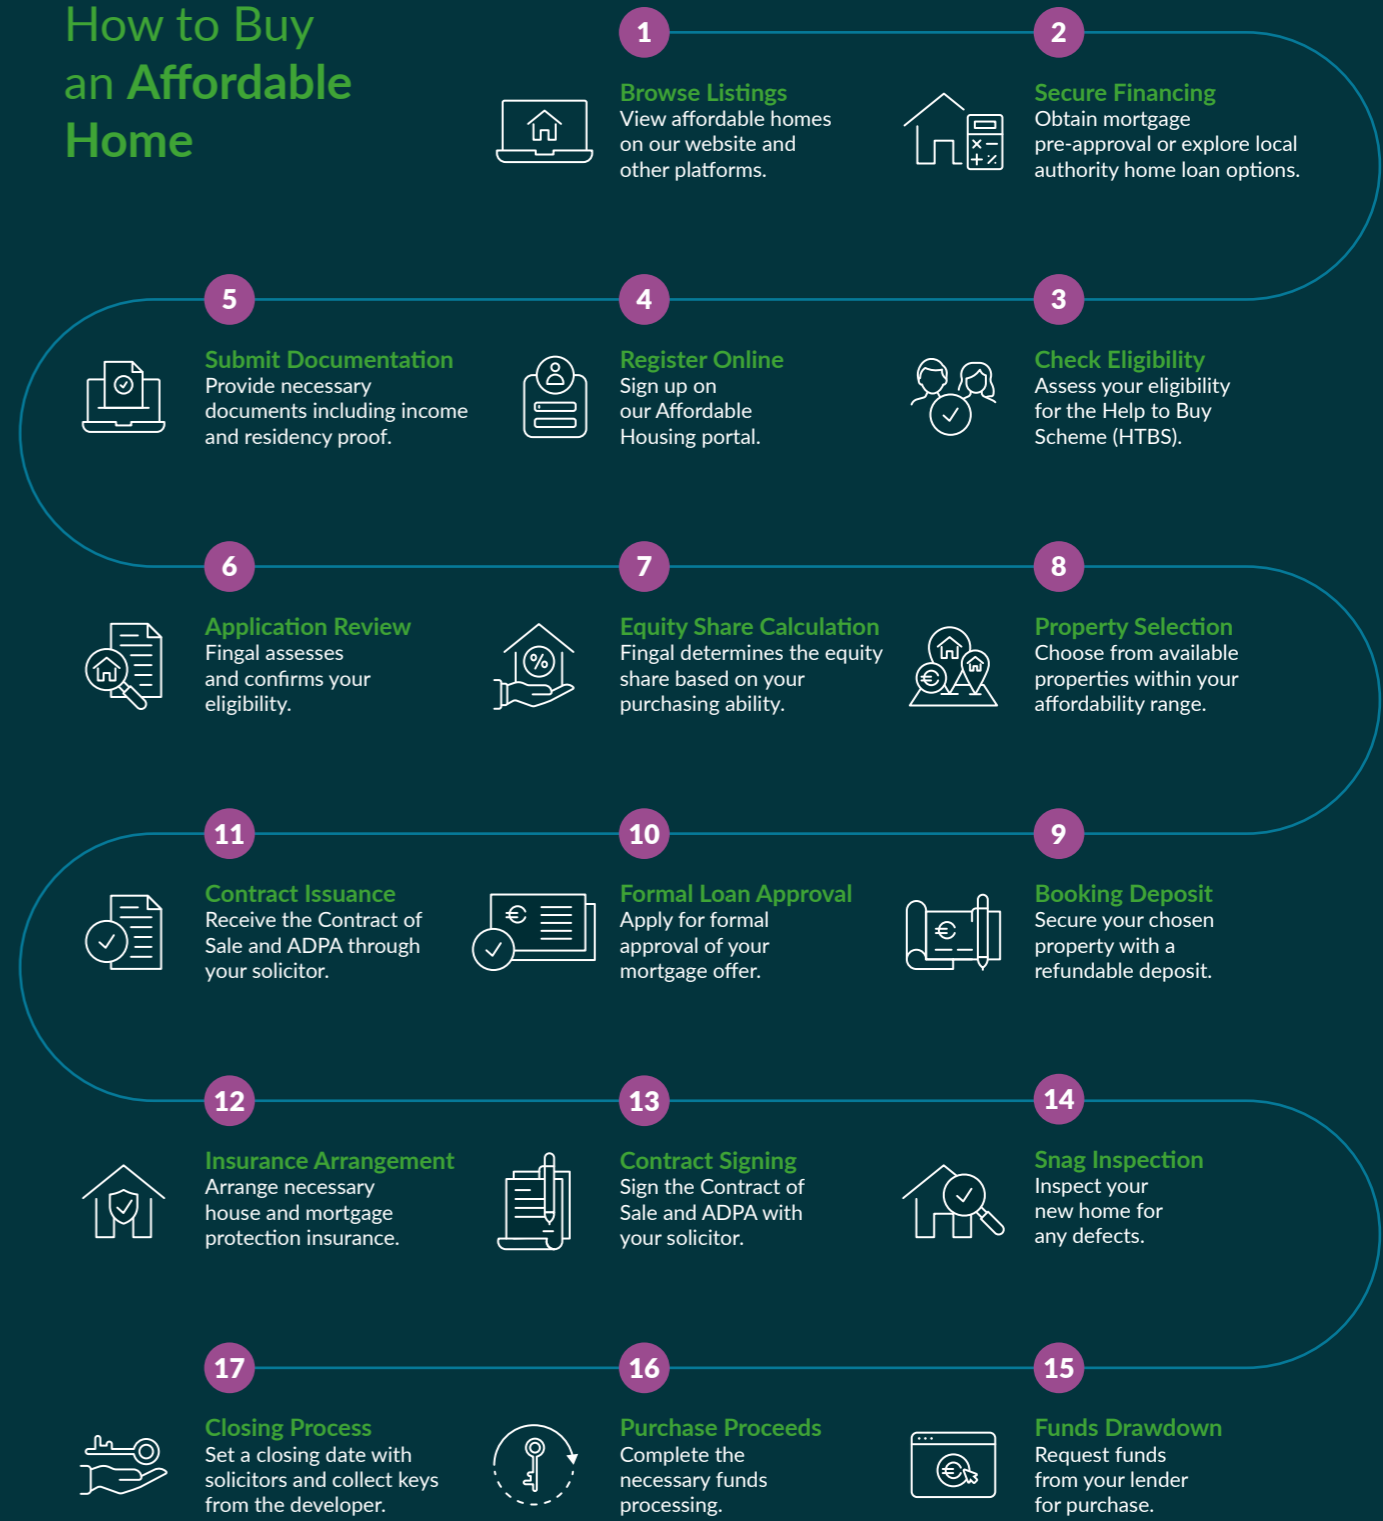 How to Buy
an Affordable
Home
1
Browse Listings
View affordable homes
on our website and
other platforms.
2
Secure Financing
Obtain mortgage
pre-approval or explore local
authority home loan options.
3
Check Eligibility
Assess your eligibility
for the Help to Buy
Scheme (HTBS).
4
Register Online
Sign up on
our Affordable
Housing portal.
5
Submit Documentation
Provide necessary
documents including income
and residency proof.
6
Application Review
Fingal assesses
and confirms your
eligibility.
7
Equity Share Calculation
Fingal determines the equity
share based on your
purchasing ability.
8
Property Selection
Choose from available
properties within your
affordability range.
9
Booking Deposit
Secure your chosen
property with a
refundable deposit.
10
Formal Loan Approval
Apply for formal
approval of your
mortgage offer.
11
Contract Issuance
Receive the Contract of
Sale and ADPA through
your solicitor.
12
Insurance Arrangement
Arrange necessary
house and mortgage
protection insurance.
13
Contract Signing
Sign the Contract of
Sale and ADPA with
your solicitor.
14
Snag Inspection
Inspect your
new home for
any defects.
15
Funds Drawdown
Request funds
from your lender
for purchase.
16
Purchase Proceeds
Complete the
necessary funds
processing.
17
Closing Process
Set a closing date with
solicitors and collect keys
from the developer.